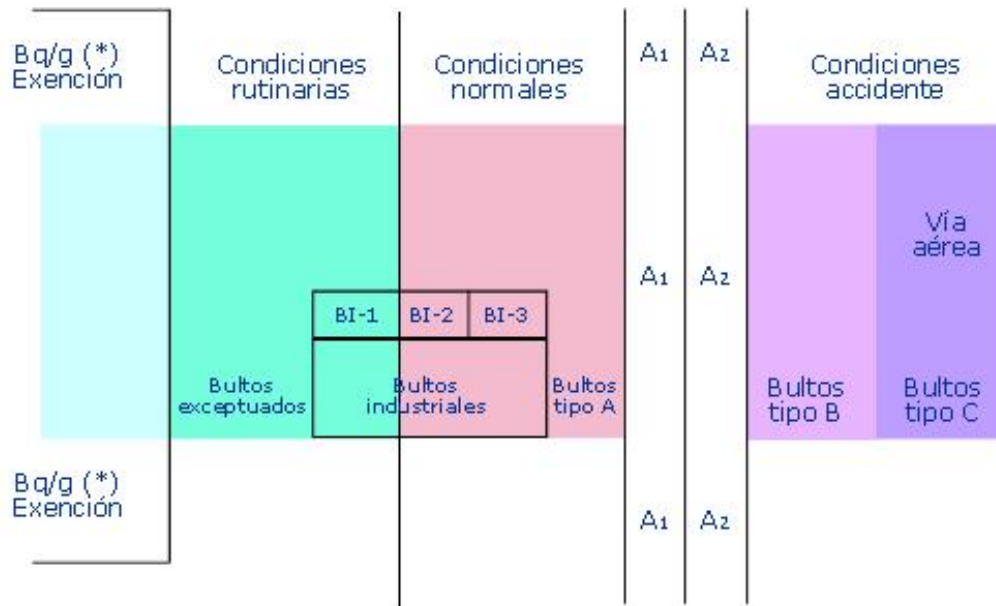 Bq/g (*)
Exención
Condiciones
rutinarias
Condiciones
normales
A₁
A₂
Condiciones
accidente
Vía
aérea
A₁
A₂
BI-1
BI-2
BI-3
Bultos
exceptuados
Bultos
industriales
Bultos
tipo A
Bultos
tipo B
Bultos
tipo C
Bq/g (*)
Exención
A₁
A₂